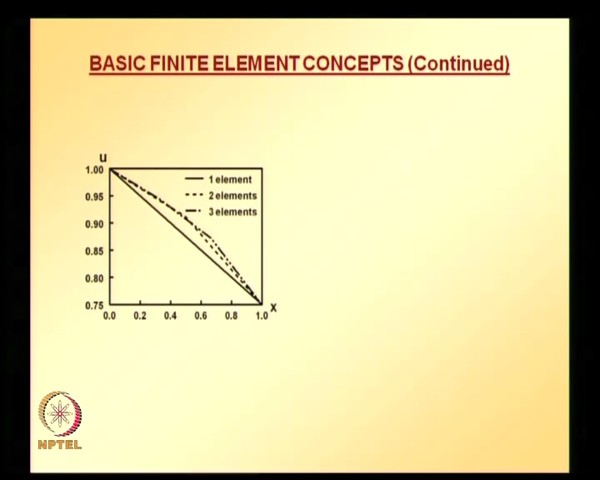 BASIC FINITE ELEMENT CONCEPTS (Continued)
u
1.00
1 element
0.95
2 elements
0.90
3 elements
0.85
0.80
0.75
x
0.0 0.2 0.4 0.6 0.8 1.0
NPTEL